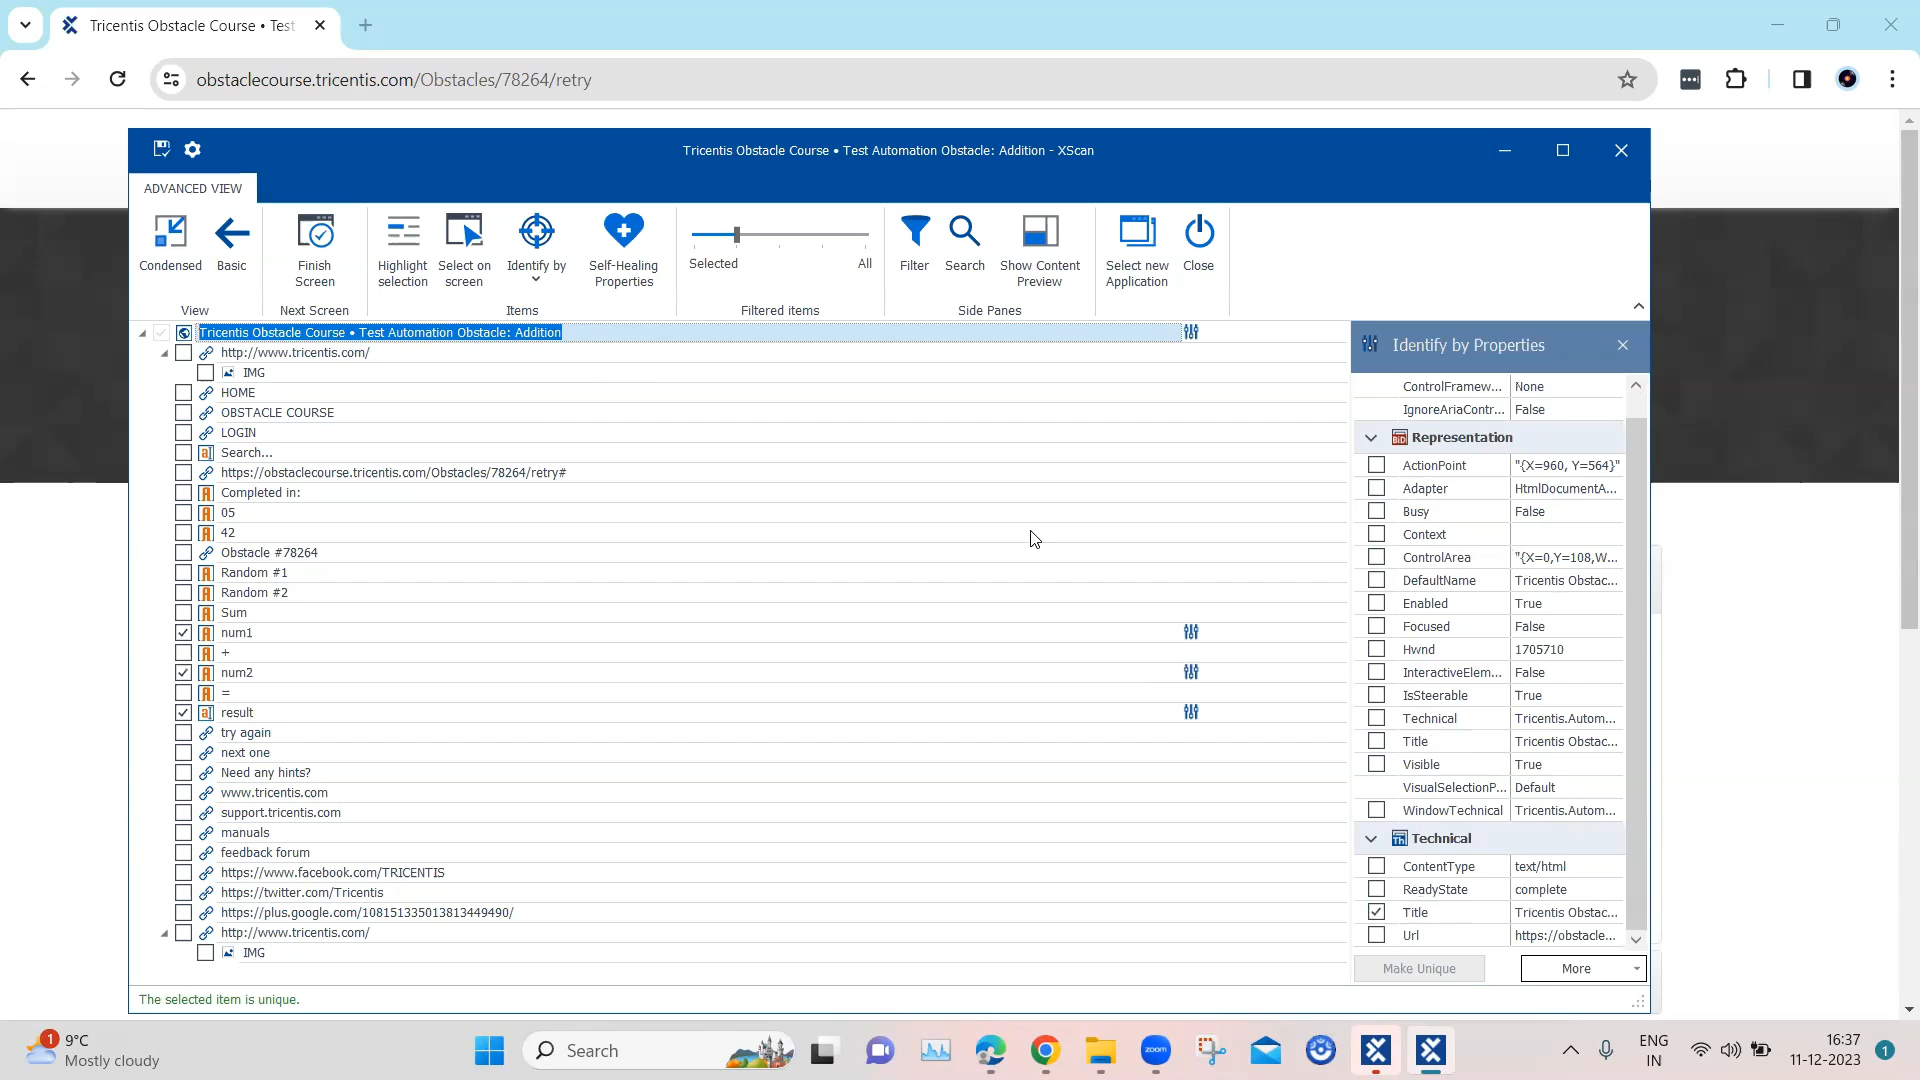 Tricentis Obstacle Course • Test
obstaclecourse.tricentis.com/Obstacles/78264/retry
Tricentis Obstacle Course • Test Automation Obstacle: Addition - XScan
ADVANCED VIEW
Condensed
Basic
Finish Screen
Highlight selection
Select on screen
Identify by
Self-Healing Properties
Selected
All
Filter
Search
Show Content Preview
Select new Application
Close
View
Next Screen
Items
Filtered items
Side Panes
Tricentis Obstacle Course • Test Automation Obstacle: Addition
http://www.tricentis.com/
IMG
HOME
OBSTACLE COURSE
LOGIN
Search...
https://obstaclecourse.tricentis.com/Obstacles/78264/retry#
Completed in:
05
42
Obstacle #78264
Random #1
Random #2
Sum
num1
+
num2
=
result
try again
next one
Need any hints?
www.tricentis.com
support.tricentis.com
manuals
feedback forum
https://www.facebook.com/TRICENTIS
https://twitter.com/Tricentis
https://plus.google.com/108151335013813449490/
http://www.tricentis.com/
IMG
Identify by Properties
ControlFramew... None
IgnoreAriaContr... False
Representation
ActionPoint "{X=960, Y=564}"
Adapter HtmlDocumentA...
Busy False
Context
ControlArea "{X=0,Y=108,W...
DefaultName Tricentis Obstac...
Enabled True
Focused False
Hwnd 1705710
InteractiveElem... False
IsSteerable True
Technical Tricentis.Autom...
Title Tricentis Obstac...
Visible True
VisualSelectionP... Default
WindowTechnical Tricentis.Autom...
Technical
ContentType text/html
ReadyState complete
Title Tricentis Obstac...
Url https://obstacle...
Make Unique
More
The selected item is unique.
1
9°C
Mostly cloudy
Search
zoom
ENG
IN
16:37
11-12-2023
1